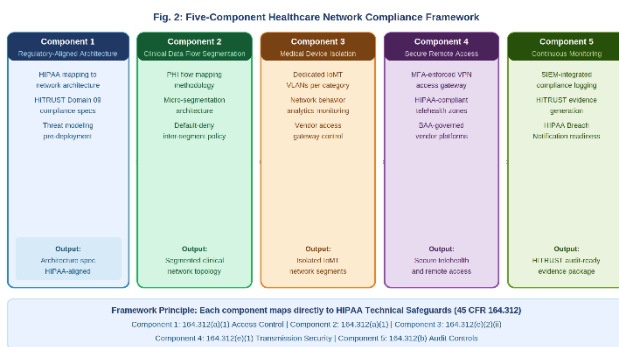 Fig. 2: Five-Component Healthcare Network Compliance Framework
Component 1
Regulatory-Aligned Architecture
HIPAA mapping to
network architecture
HITRUST Domain 09
compliance specs
Threat modeling
pre-deployment
Output:
Architecture spec
HIPAA-aligned
Component 2
Clinical Data Flow Segmentation
PHI flow mapping
methodology
Micro-segmentation
architecture
Default-deny
inter-segment policy
Output:
Segmented clinical
network topology
Component 3
Medical Device Isolation
Dedicated IoMT
VLANs per category
Network behavior
analytics monitoring
Vendor access
gateway control
Output:
Isolated IoMT
network segments
Component 4
Secure Remote Access
MFA-enforced VPN
access gateway
HIPAA-compliant
telehealth zones
BAA-governed
vendor platforms
Output:
Secure telehealth
and remote access
Component 5
Continuous Monitoring
SIEM-integrated
compliance logging
HITRUST evidence
generation
HIPAA Breach
Notification readiness
Output:
HITRUST audit-ready
evidence package
Framework Principle: Each component maps directly to HIPAA Technical Safeguards (45 CFR 164.312)
Component 1: 164.312(a)(1) Access Control | Component 2: 164.312(a)(1) | Component 3: 164.312(c)(2)(ii)
Component 4: 164.312(e)(1) Transmission Security | Component 5: 164.312(b) Audit Controls